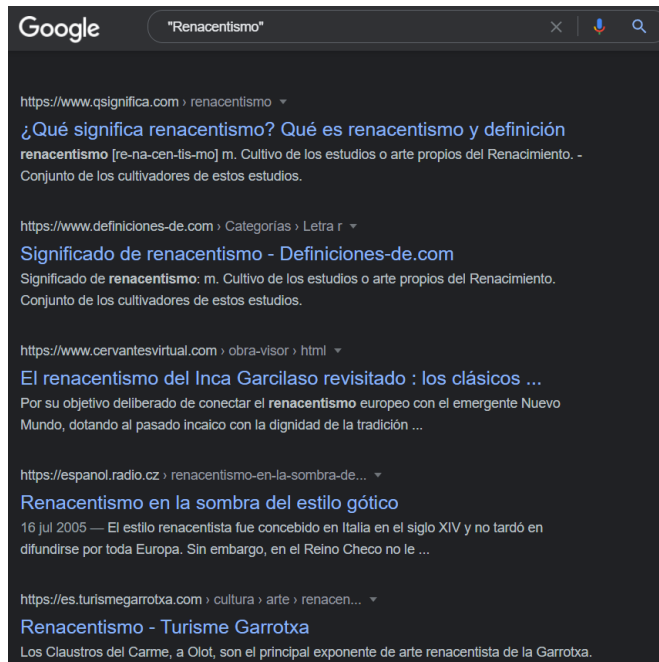 Google
"Renacentismo"
https://www.qsignifica.com › renacentismo
¿Qué significa renacentismo? Qué es renacentismo y definición
renacentismo [re-na-cen-tis-mo] m. Cultivo de los estudios o arte propios del Renacimiento. -
Conjunto de los cultivadores de estos estudios.
https://www.definiciones-de.com › Categorías › Letra r
Significado de renacentismo - Definiciones-de.com
Significado de renacentismo: m. Cultivo de los estudios o arte propios del Renacimiento.
Conjunto de los cultivadores de estos estudios.
https://www.cervantesvirtual.com › obra-visor › html
El renacentismo del Inca Garcilaso revisitado : los clásicos ...
Por su objetivo deliberado de conectar el renacentismo europeo con el emergente Nuevo
Mundo, dotando al pasado incaico con la dignidad de la tradición ...
https://espanol.radio.cz › renacentismo-en-la-sombra-de...
Renacentismo en la sombra del estilo gótico
16 jul 2005 — El estilo renacentista fue concebido en Italia en el siglo XIV y no tardó en
difundirse por toda Europa. Sin embargo, en el Reino Checo no le ...
https://es.turismegarrotxa.com › cultura › arte › renacen...
Renacentismo - Turisme Garrotxa
Los Claustros del Carme, a Olot, son el principal exponente de arte renacentista de la Garrotxa.